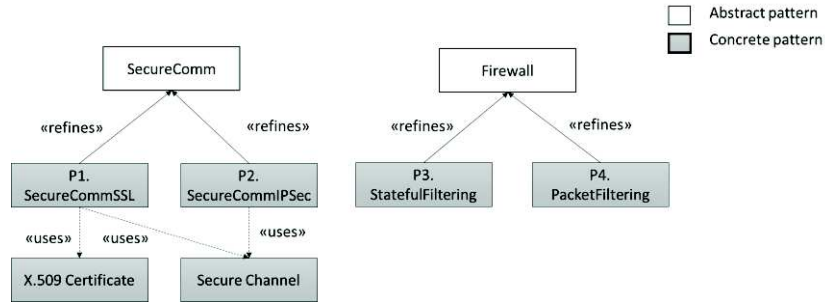 Abstract pattern
Concrete pattern
SecureComm
Firewall
«refines»
«refines»
«refines»
«refines»
P1.
SecureCommSSL
P2.
SecureCommIPSec
P3.
StatefulFiltering
P4.
PacketFiltering
«uses»
«uses»
«uses»
X.509 Certificate
Secure Channel